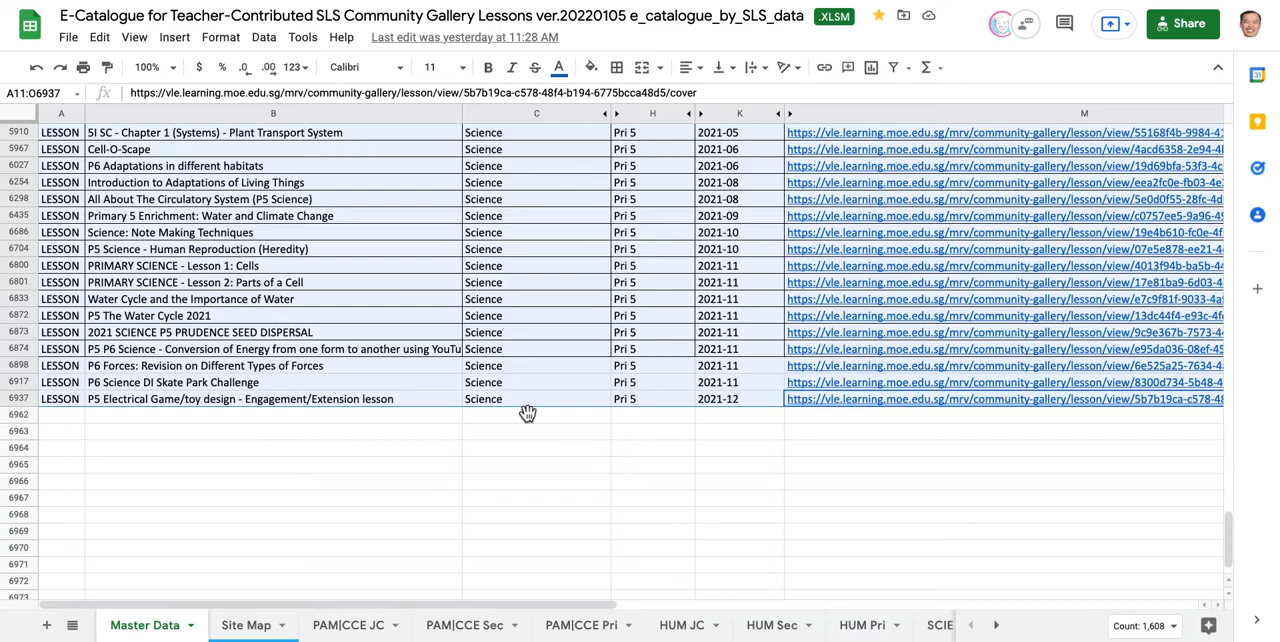 E-Catalogue for Teacher-Contributed SLS Community Gallery Lessons ver.20220105 e_catalogue_by_SLS_data .XLSM
File Edit View Insert Format Data Tools Help Last edit was yesterday at 11:28 AM
Share
100% $ % .0 .00 123 Calibri 11 B I S A
A11:O6937 fx https://vle.learning.moe.edu.sg/mrv/community-gallery/lesson/view/5b7b19ca-c578-48f4-b194-6775bcca48d5/cover
A B C H K M
5910 LESSON 5I SC - Chapter 1 (Systems) - Plant Transport System Science Pri 5 2021-05 https://vle.learning.moe.edu.sg/mrv/community-gallery/lesson/view/55168f4b-9984-41
5967 LESSON Cell-O-Scape Science Pri 5 2021-06 https://vle.learning.moe.edu.sg/mrv/community-gallery/lesson/view/4acd6358-2e94-4
6027 LESSON P6 Adaptations in different habitats Science Pri 5 2021-06 https://vle.learning.moe.edu.sg/mrv/community-gallery/lesson/view/19d69bfa-53f3-4c
6254 LESSON Introduction to Adaptations of Living Things Science Pri 5 2021-08 https://vle.learning.moe.edu.sg/mrv/community-gallery/lesson/view/eea2fc0e-fb03-4e
6298 LESSON All About The Circulatory System (P5 Science) Science Pri 5 2021-08 https://vle.learning.moe.edu.sg/mrv/community-gallery/lesson/view/5e0d0f55-28fc-4d
6435 LESSON Primary 5 Enrichment: Water and Climate Change Science Pri 5 2021-09 https://vle.learning.moe.edu.sg/mrv/community-gallery/lesson/view/c0757ee5-9a96-49
6686 LESSON Science: Note Making Techniques Science Pri 5 2021-10 https://vle.learning.moe.edu.sg/mrv/community-gallery/lesson/view/19e4b610-fc0e-4f
6704 LESSON P5 Science - Human Reproduction (Heredity) Science Pri 5 2021-10 https://vle.learning.moe.edu.sg/mrv/community-gallery/lesson/view/07e5e878-ee21-4
6800 LESSON PRIMARY SCIENCE - Lesson 1: Cells Science Pri 5 2021-11 https://vle.learning.moe.edu.sg/mrv/community-gallery/lesson/view/4013f94b-ba5b-44
6801 LESSON PRIMARY SCIENCE - Lesson 2: Parts of a Cell Science Pri 5 2021-11 https://vle.learning.moe.edu.sg/mrv/community-gallery/lesson/view/17e81ba9-6d03-4
6833 LESSON Water Cycle and the Importance of Water Science Pri 5 2021-11 https://vle.learning.moe.edu.sg/mrv/community-gallery/lesson/view/e7c9f81f-9033-4a
6872 LESSON P5 The Water Cycle 2021 Science Pri 5 2021-11 https://vle.learning.moe.edu.sg/mrv/community-gallery/lesson/view/13dc44f4-e93c-4f
6873 LESSON 2021 SCIENCE P5 PRUDENCE SEED DISPERSAL Science Pri 5 2021-11 https://vle.learning.moe.edu.sg/mrv/community-gallery/lesson/view/9c9e367b-7573-44
6874 LESSON P5 P6 Science - Conversion of Energy from one form to another using YouTu Science Pri 5 2021-11 https://vle.learning.moe.edu.sg/mrv/community-gallery/lesson/view/e95da036-08ef-45
6898 LESSON P6 Forces: Revision on Different Types of Forces Science Pri 5 2021-11 https://vle.learning.moe.edu.sg/mrv/community-gallery/lesson/view/6e525a25-7634-4
6917 LESSON P6 Science DI Skate Park Challenge Science Pri 5 2021-11 https://vle.learning.moe.edu.sg/mrv/community-gallery/lesson/view/8300d734-5b48-4
6937 LESSON P5 Electrical Game/toy design - Engagement/Extension lesson Science Pri 5 2021-12 https://vle.learning.moe.edu.sg/mrv/community-gallery/lesson/view/5b7b19ca-c578-48
6962
6963
6964
6965
6966
6967
6968
6969
6970
6971
6972
6973
Master Data Site Map PAM|CCE JC PAM|CCE Sec PAM|CCE Pri HUM JC HUM Sec HUM Pri SCIE Count: 1,608